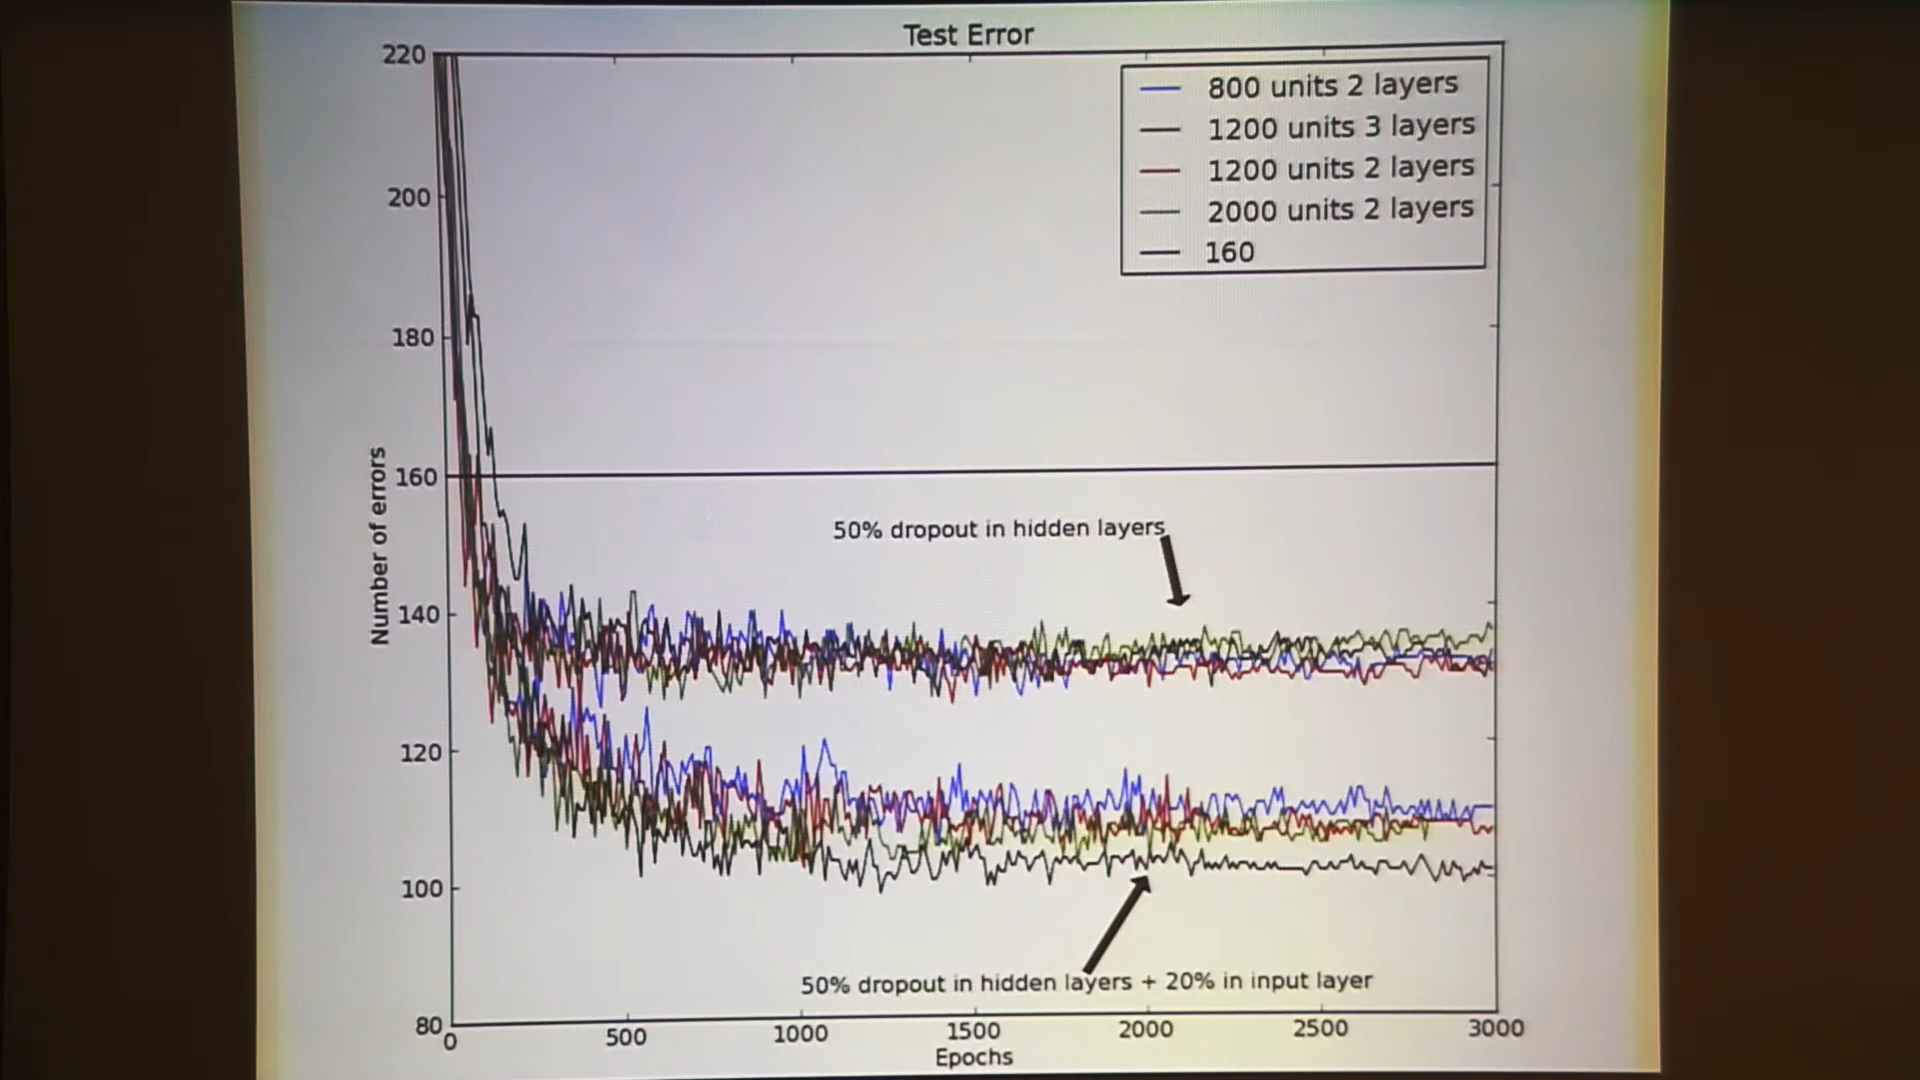 Test Error
220
200
180
160
140
120
100
80
Number of errors
800 units 2 layers
1200 units 3 layers
1200 units 2 layers
2000 units 2 layers
160
50% dropout in hidden layers
50% dropout in hidden layers + 20% in input layer
0 500 1000 1500 2000 2500 3000
Epochs